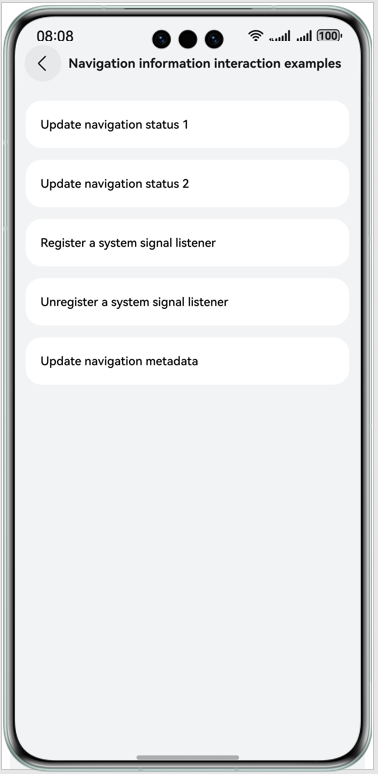 08:08
100
Navigation information interaction examples
Update navigation status 1
Update navigation status 2
Register a system signal listener
Unregister a system signal listener
Update navigation metadata